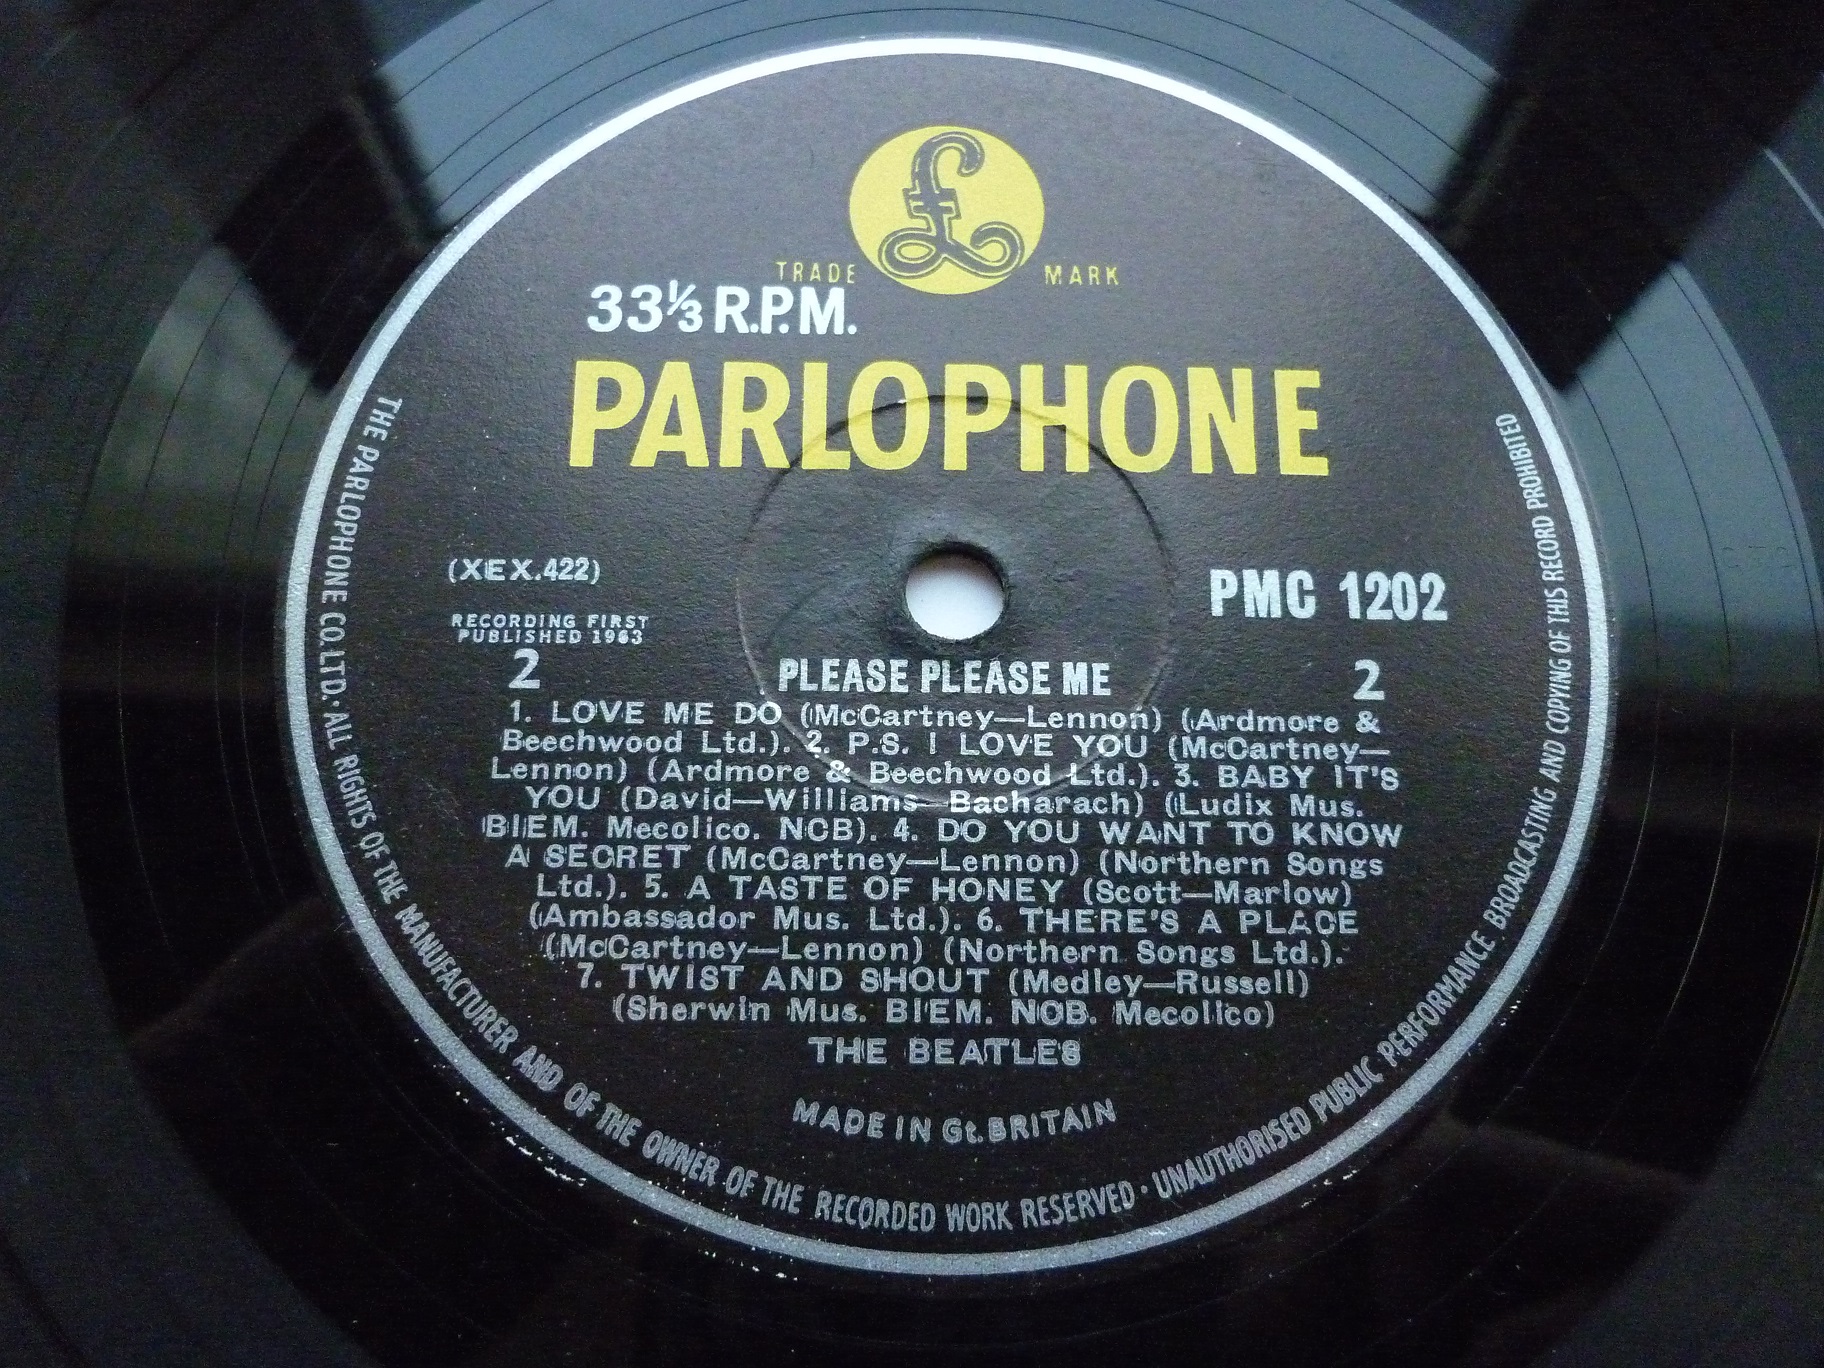 £
TRADE MARK
33⅓ R.P.M.
PARLOPHONE
(XEX.422)
PMC 1202
RECORDING FIRST
PUBLISHED 1963
2 PLEASE PLEASE ME 2
1. LOVE ME DO (McCartney—Lennon) (Ardmore &
Beechwood Ltd.). 2. P.S. I LOVE YOU (McCartney—
Lennon) (Ardmore & Beechwood Ltd.). 3. BABY IT'S
YOU (David—Williams—Bacharach) (Ludix Mus.
BIEM. Mecolico. NCB). 4. DO YOU WANT TO KNOW
A SECRET (McCartney—Lennon) (Northern Songs
Ltd.). 5. A TASTE OF HONEY (Scott—Marlow)
(Ambassador Mus. Ltd.). 6. THERE'S A PLACE
(McCartney—Lennon) (Northern Songs Ltd.).
7. TWIST AND SHOUT (Medley—Russell)
(Sherwin Mus. BIEM. NCB. Mecolico)
THE BEATLES
MADE IN Gt. BRITAIN
THE PARLOPHONE CO. LTD. · ALL RIGHTS OF THE MANUFACTURER AND OF THE OWNER OF THE RECORDED WORK RESERVED · UNAUTHORISED PUBLIC PERFORMANCE BROADCASTING AND COPYING OF THIS RECORD PROHIBITED